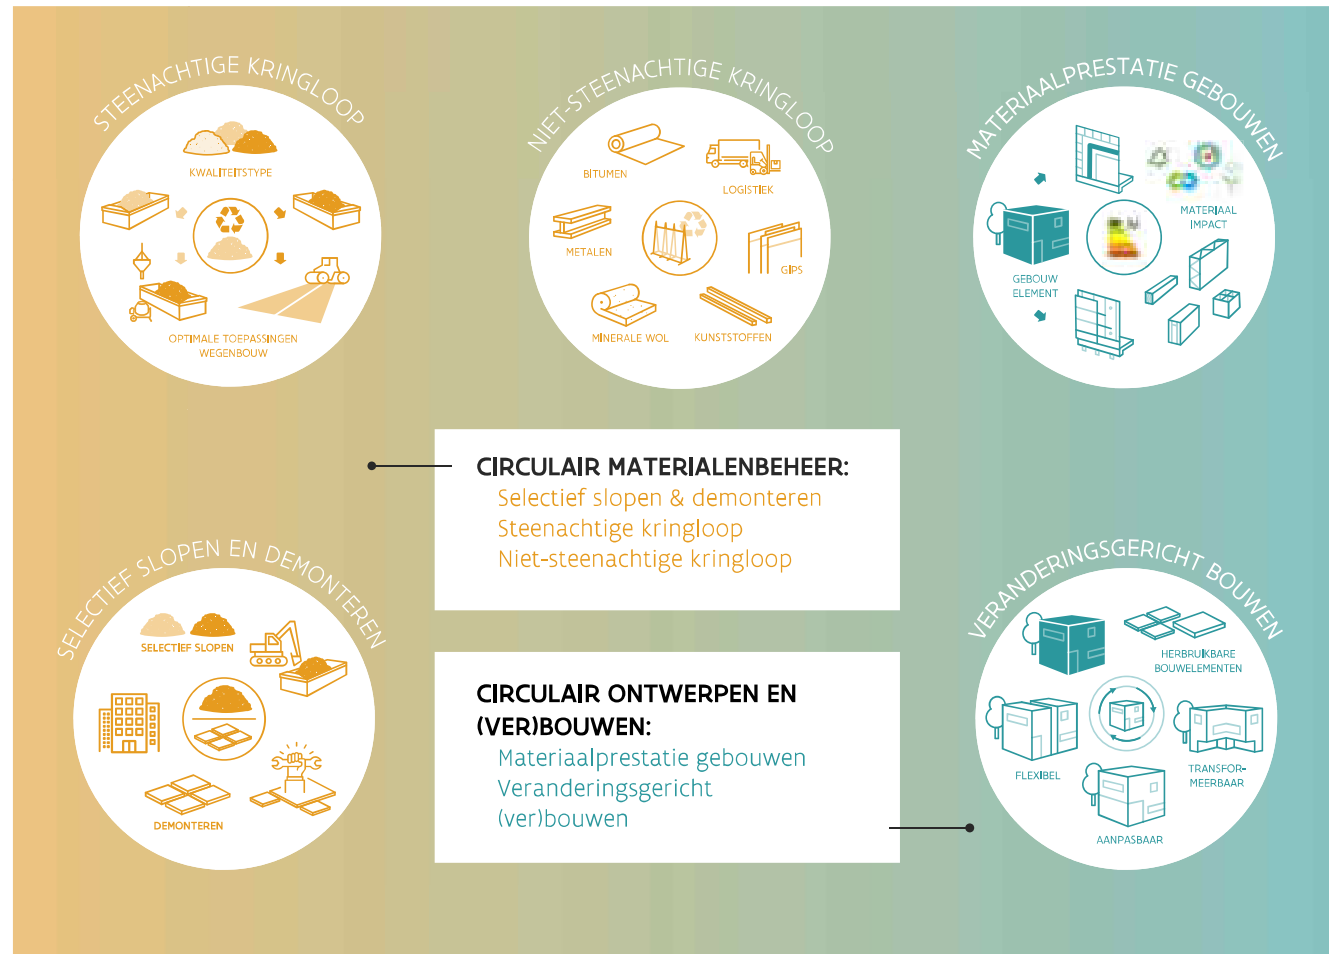 STEENACHTIGE KRINGLOOP
KWALITEITSTYPE
OPTIMALE TOEPASSINGEN
WEGENBOUW
NIET-STEENACHTIGE KRINGLOOP
BITUMEN
LOGISTIEK
METALEN
GIPS
MINERALE WOL
KUNSTSTOFFEN
MATERIAALPRESTATIE GEBOUWEN
MATERIAAL
IMPACT
GEBOUW
ELEMENT
CIRCULAIR MATERIALENBEHEER:
Selectief slopen & demonteren
Steenachtige kringloop
Niet-steenachtige kringloop
SELECTIEF SLOPEN EN DEMONTEREN
SELECTIEF SLOPEN
DEMONTEREN
CIRCULAIR ONTWERPEN EN
(VER)BOUWEN:
Materiaalprestatie gebouwen
Veranderingsgericht
(ver)bouwen
VERANDERINGSGERICHT BOUWEN
HERBRUIKBARE
BOUWELEMENTEN
FLEXIBEL
TRANSFOR-
MEERBAAR
AANPASBAAR